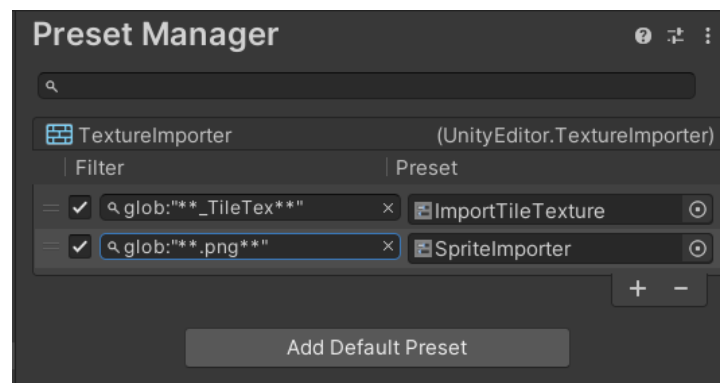 Preset Manager
TextureImporter (UnityEditor.TextureImporter)
Filter Preset
glob:"**_TileTex**" ImportTileTexture
glob:"**.png**" SpriteImporter
Add Default Preset